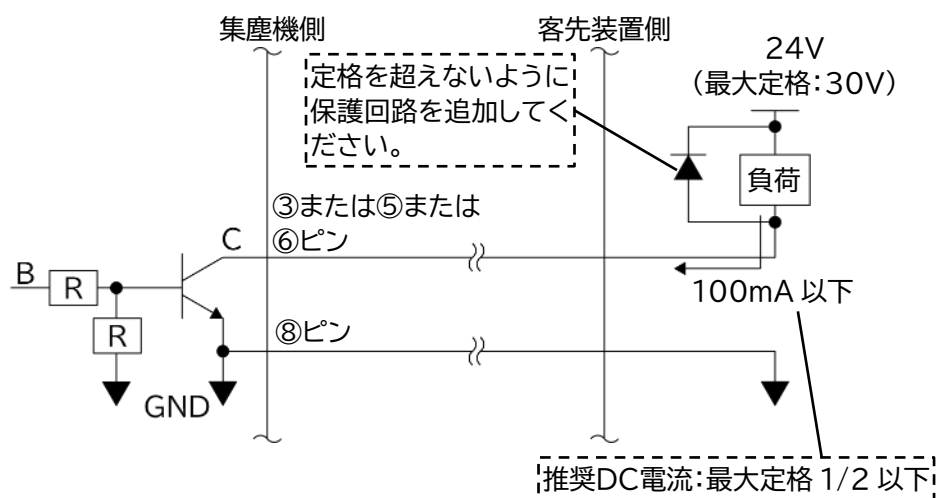 集塵機側
客先装置側
24V
（最大定格：30V）
定格を超えないように
保護回路を追加してく
ださい。
負荷
③または⑤または
⑥ピン
C
B
R
R
100mA 以下
⑧ピン
GND
推奨DC電流：最大定格 1/2 以下